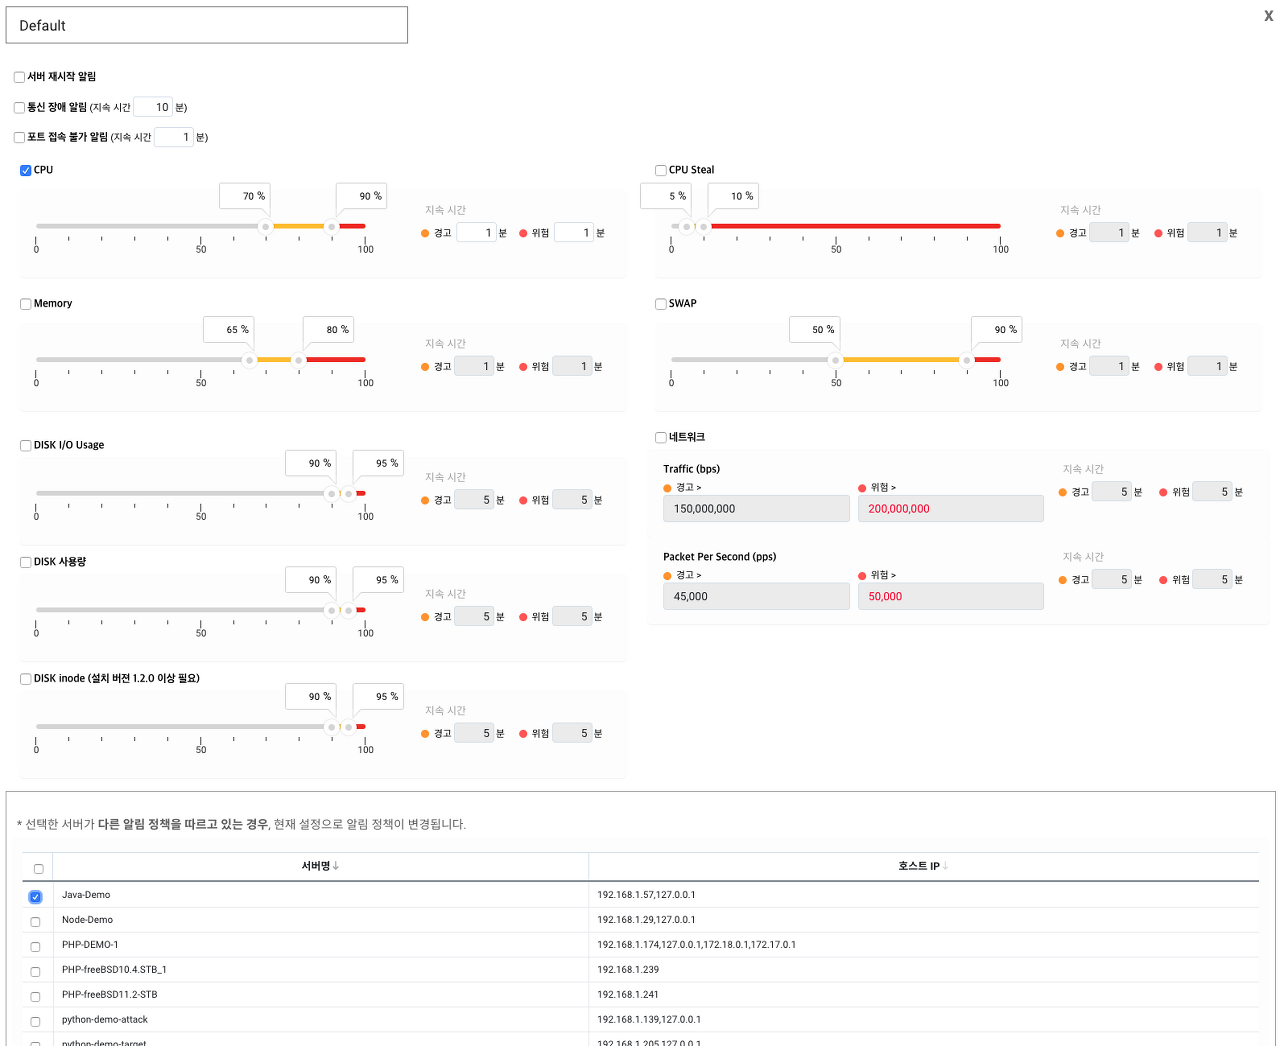 Default
X
서버 재시작 알림
통신 장애 알림 (지속 시간 10 분)
포트 접속 불가 알림 (지속 시간 1 분)
CPU
70 %
90 %
0
50
100
지속 시간
경고 1 분
위험 1 분
CPU Steal
5 %
10 %
0
50
100
지속 시간
경고 1 분
위험 1 분
Memory
65 %
80 %
0
50
100
지속 시간
경고 1 분
위험 1 분
SWAP
50 %
90 %
0
50
100
지속 시간
경고 1 분
위험 1 분
DISK I/O Usage
90 %
95 %
0
50
100
지속 시간
경고 5 분
위험 5 분
네트워크
Traffic (bps)
경고 >
위험 >
150,000,000
200,000,000
지속 시간
경고 5 분
위험 5 분
Packet Per Second (pps)
경고 >
위험 >
45,000
50,000
지속 시간
경고 5 분
위험 5 분
DISK 사용량
90 %
95 %
0
50
100
지속 시간
경고 5 분
위험 5 분
DISK inode (설치 버젼 1.2.0 이상 필요)
90 %
95 %
0
50
100
지속 시간
경고 5 분
위험 5 분
* 선택한 서버가 다른 알림 정책을 따르고 있는 경우, 현재 설정으로 알림 정책이 변경됩니다.
서버명↓ 호스트 IP↓
Java-Demo 192.168.1.57,127.0.0.1
Node-Demo 192.168.1.29,127.0.0.1
PHP-DEMO-1 192.168.1.174,127.0.0.1,172.18.0.1,172.17.0.1
PHP-freeBSD10.4.STB_1 192.168.1.239
PHP-freeBSD11.2-STB 192.168.1.241
python-demo-attack 192.168.1.139,127.0.0.1
python-demo-target 192.168.1.205,127.0.0.1